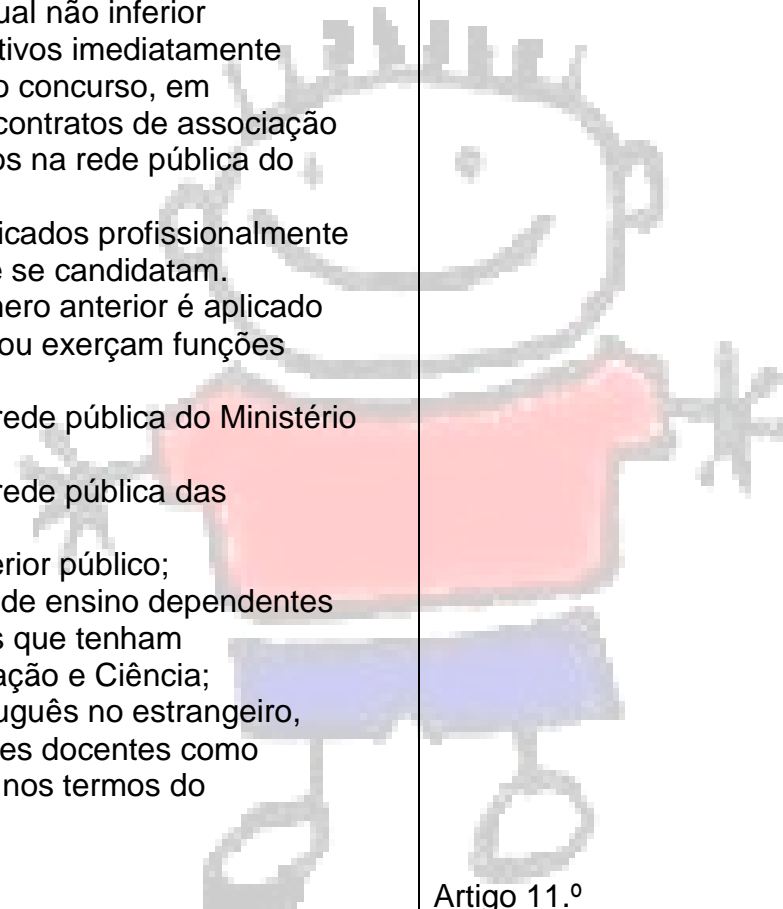 ual não inferior
tivos imediatamente
o concurso, em
contratos de associação
os na rede pública do
icados profissionalmente
e se candidatam.
nero anterior é aplicado
ou exerçam funções
rede pública do Ministério
rede pública das
erior público;
de ensino dependentes
s que tenham
ação e Ciência;
uguês no estrangeiro,
es docentes como
nos termos do
Artigo 11.º